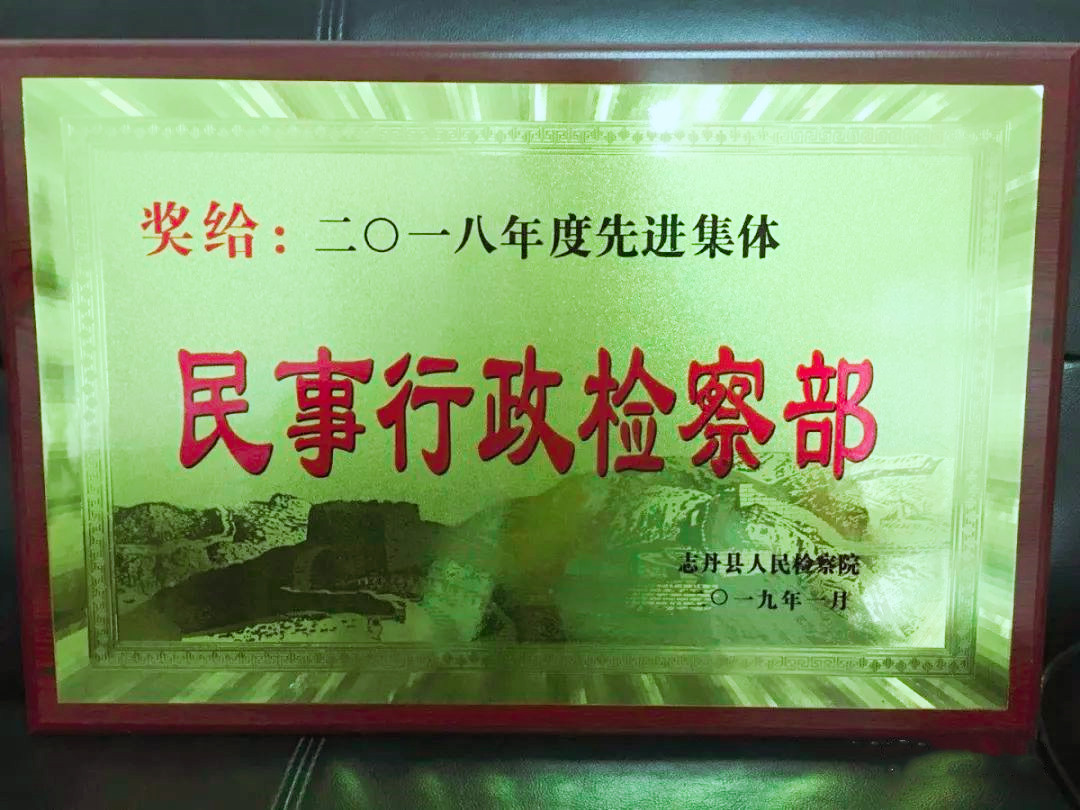 奖给：二〇一八年度先进集体
民事行政检察部
志丹县人民检察院
二〇一九年一月